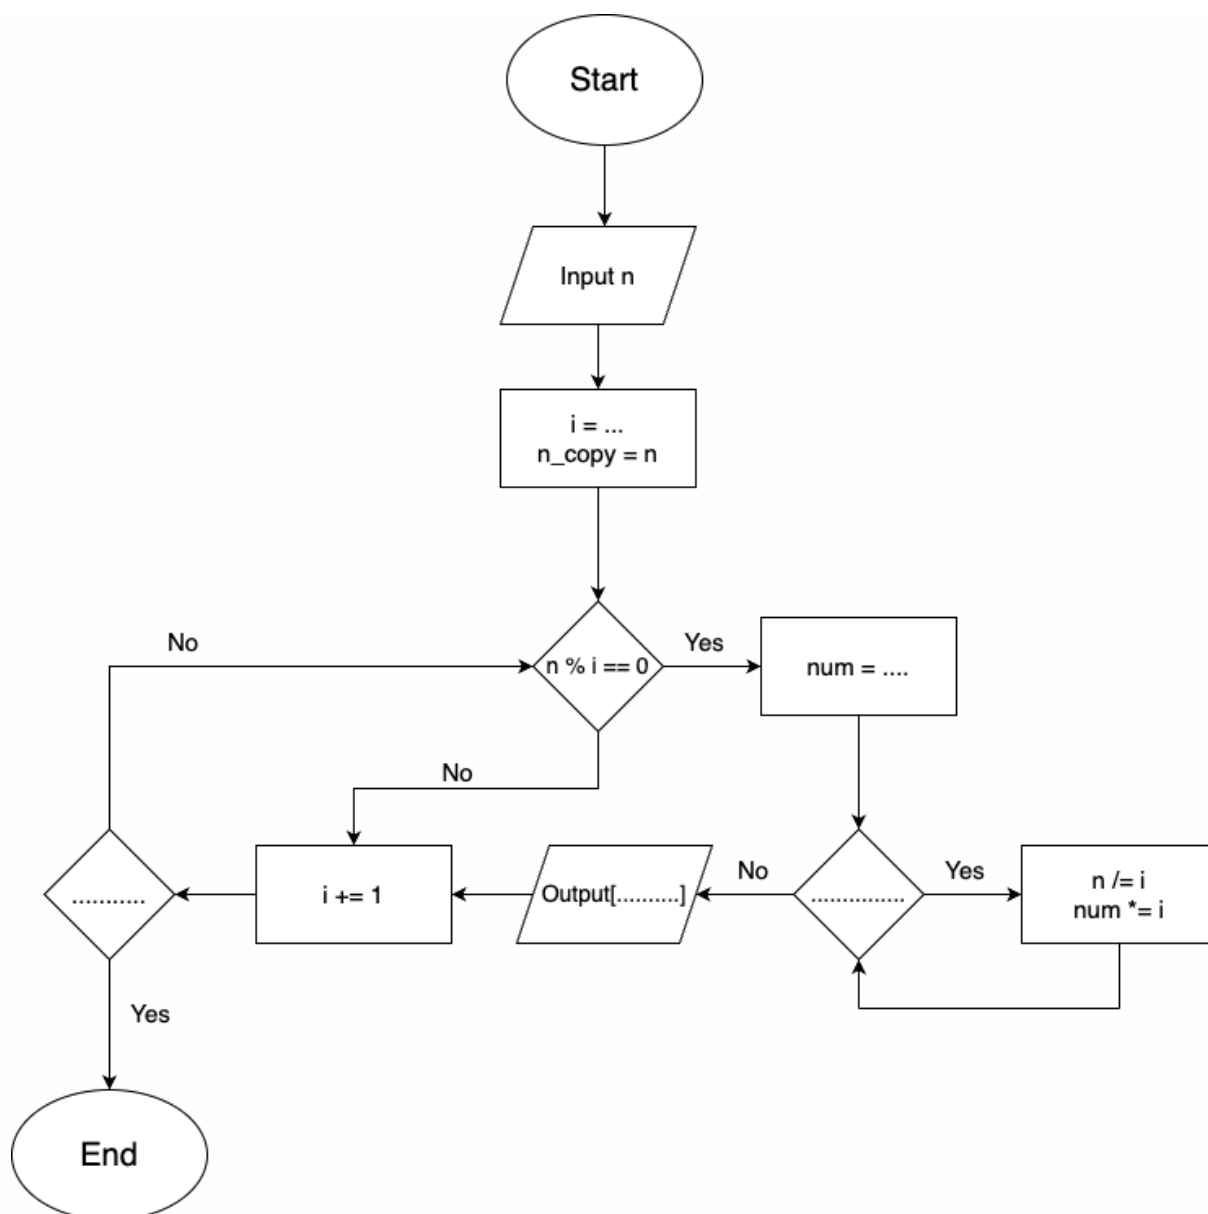 Start
Input n
i = ...
n_copy = n
No
n % i == 0
Yes
num = ....
No
...........
i += 1
Output[..........]
No
..............
Yes
n /= i
num *= i
Yes
End